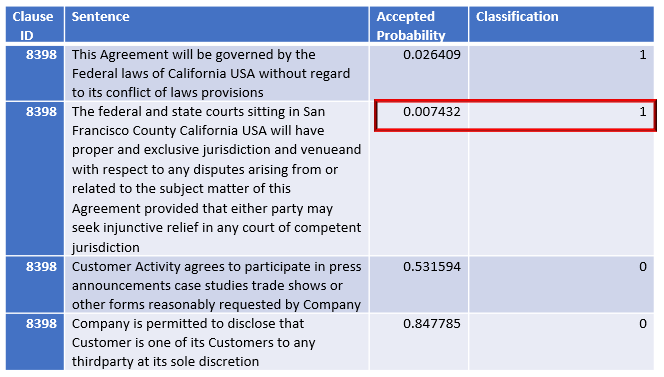 Clause ID Sentence Accepted Probability Classification
8398 This Agreement will be governed by the 0.026409 1
Federal laws of California USA without regard
to its conflict of laws provisions
8398 The federal and state courts sitting in San 0.007432 1
Francisco County California USA will have
proper and exclusive jurisdiction and venueand
with respect to any disputes arising from or
related to the subject matter of this
Agreement provided that either party may
seek injunctive relief in any court of competent
jurisdiction
8398 Customer Activity agrees to participate in press 0.531594 0
announcements case studies trade shows or
other forms reasonably requested by Company
8398 Company is permitted to disclose that 0.847785 0
Customer is one of its Customers to any
thirdparty at its sole discretion